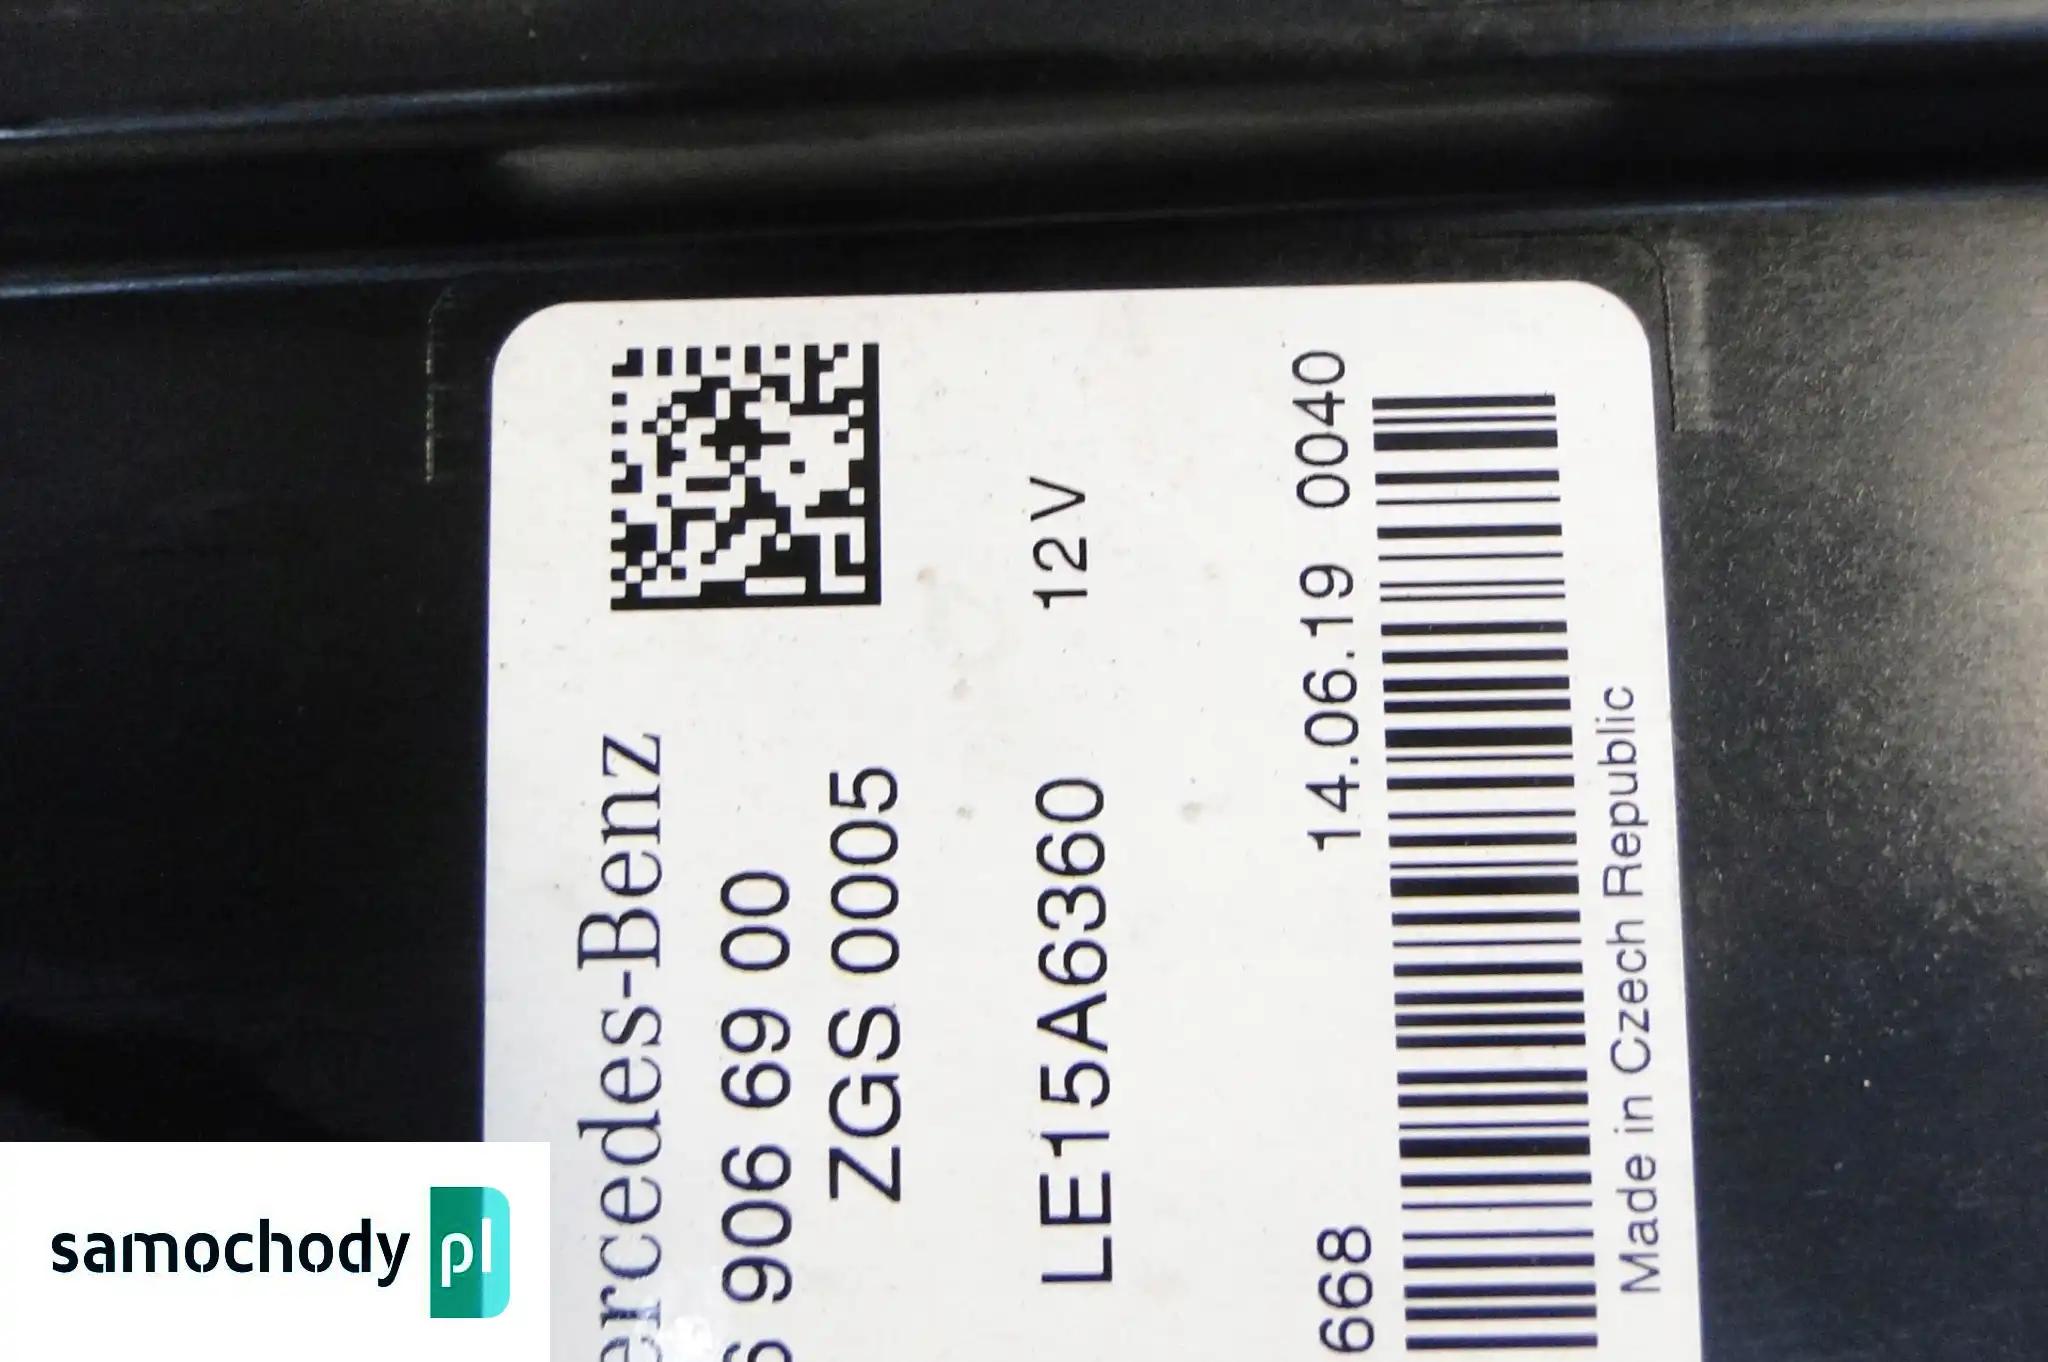 ercedes-Benz
6 906 69 00
ZGS 0005
LE15A6360 12V
668 14.06.19 0040
Made in Czech Republic
samochody pl